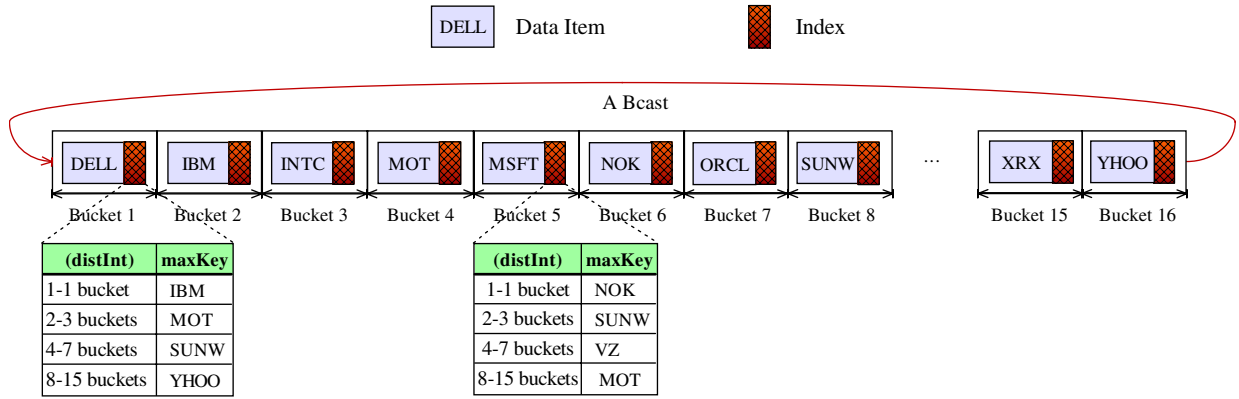 DELL Data Item Index
A Bcast
DELL IBM INTC MOT MSFT NOK ORCL SUNW ... XRX YHOO
Bucket 1 Bucket 2 Bucket 3 Bucket 4 Bucket 5 Bucket 6 Bucket 7 Bucket 8 Bucket 15 Bucket 16
(distInt) maxKey
1-1 bucket IBM
2-3 buckets MOT
4-7 buckets SUNW
8-15 buckets YHOO
(distInt) maxKey
1-1 bucket NOK
2-3 buckets SUNW
4-7 buckets VZ
8-15 buckets MOT